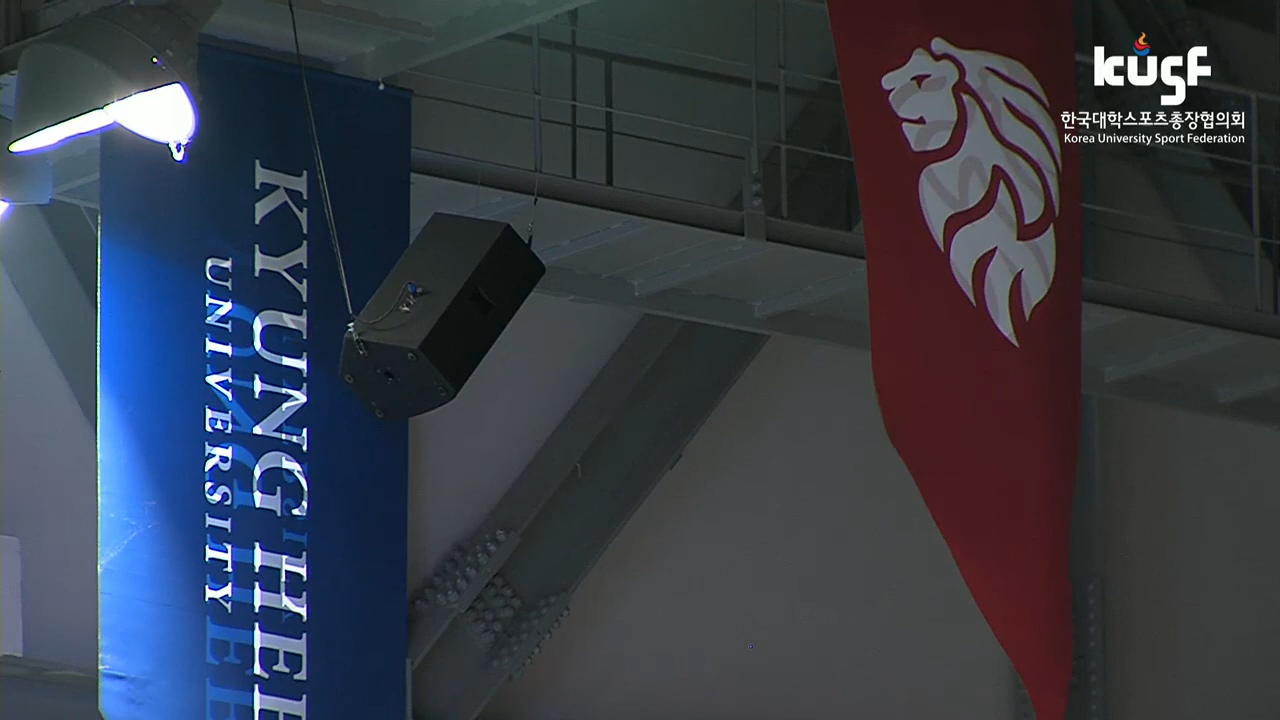 KYUNG HEE
UNIVERSITY
kusf
한국대학스포츠총장협의회
Korea University Sport Federation